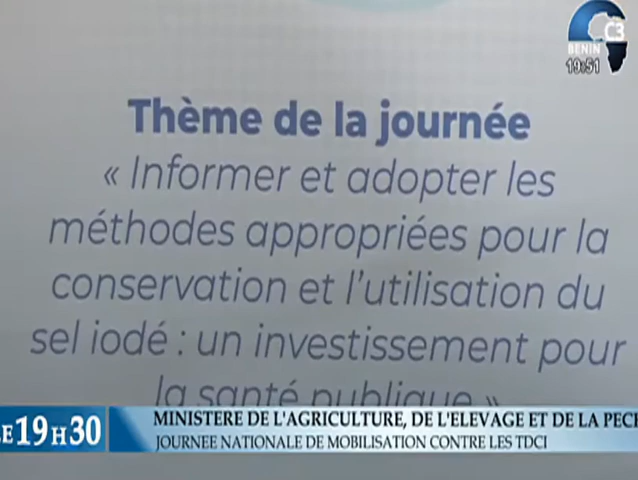 C3
BENIN
19:51
Thème de la journée
« Informer et adopter les
méthodes appropriées pour la
conservation et l'utilisation du
sel iodé : un investissement pour
la santé publique »
LE 19H30
MINISTERE DE L'AGRICULTURE, DE L'ELEVAGE ET DE LA PECH
JOURNEE NATIONALE DE MOBILISATION CONTRE LES TDCI